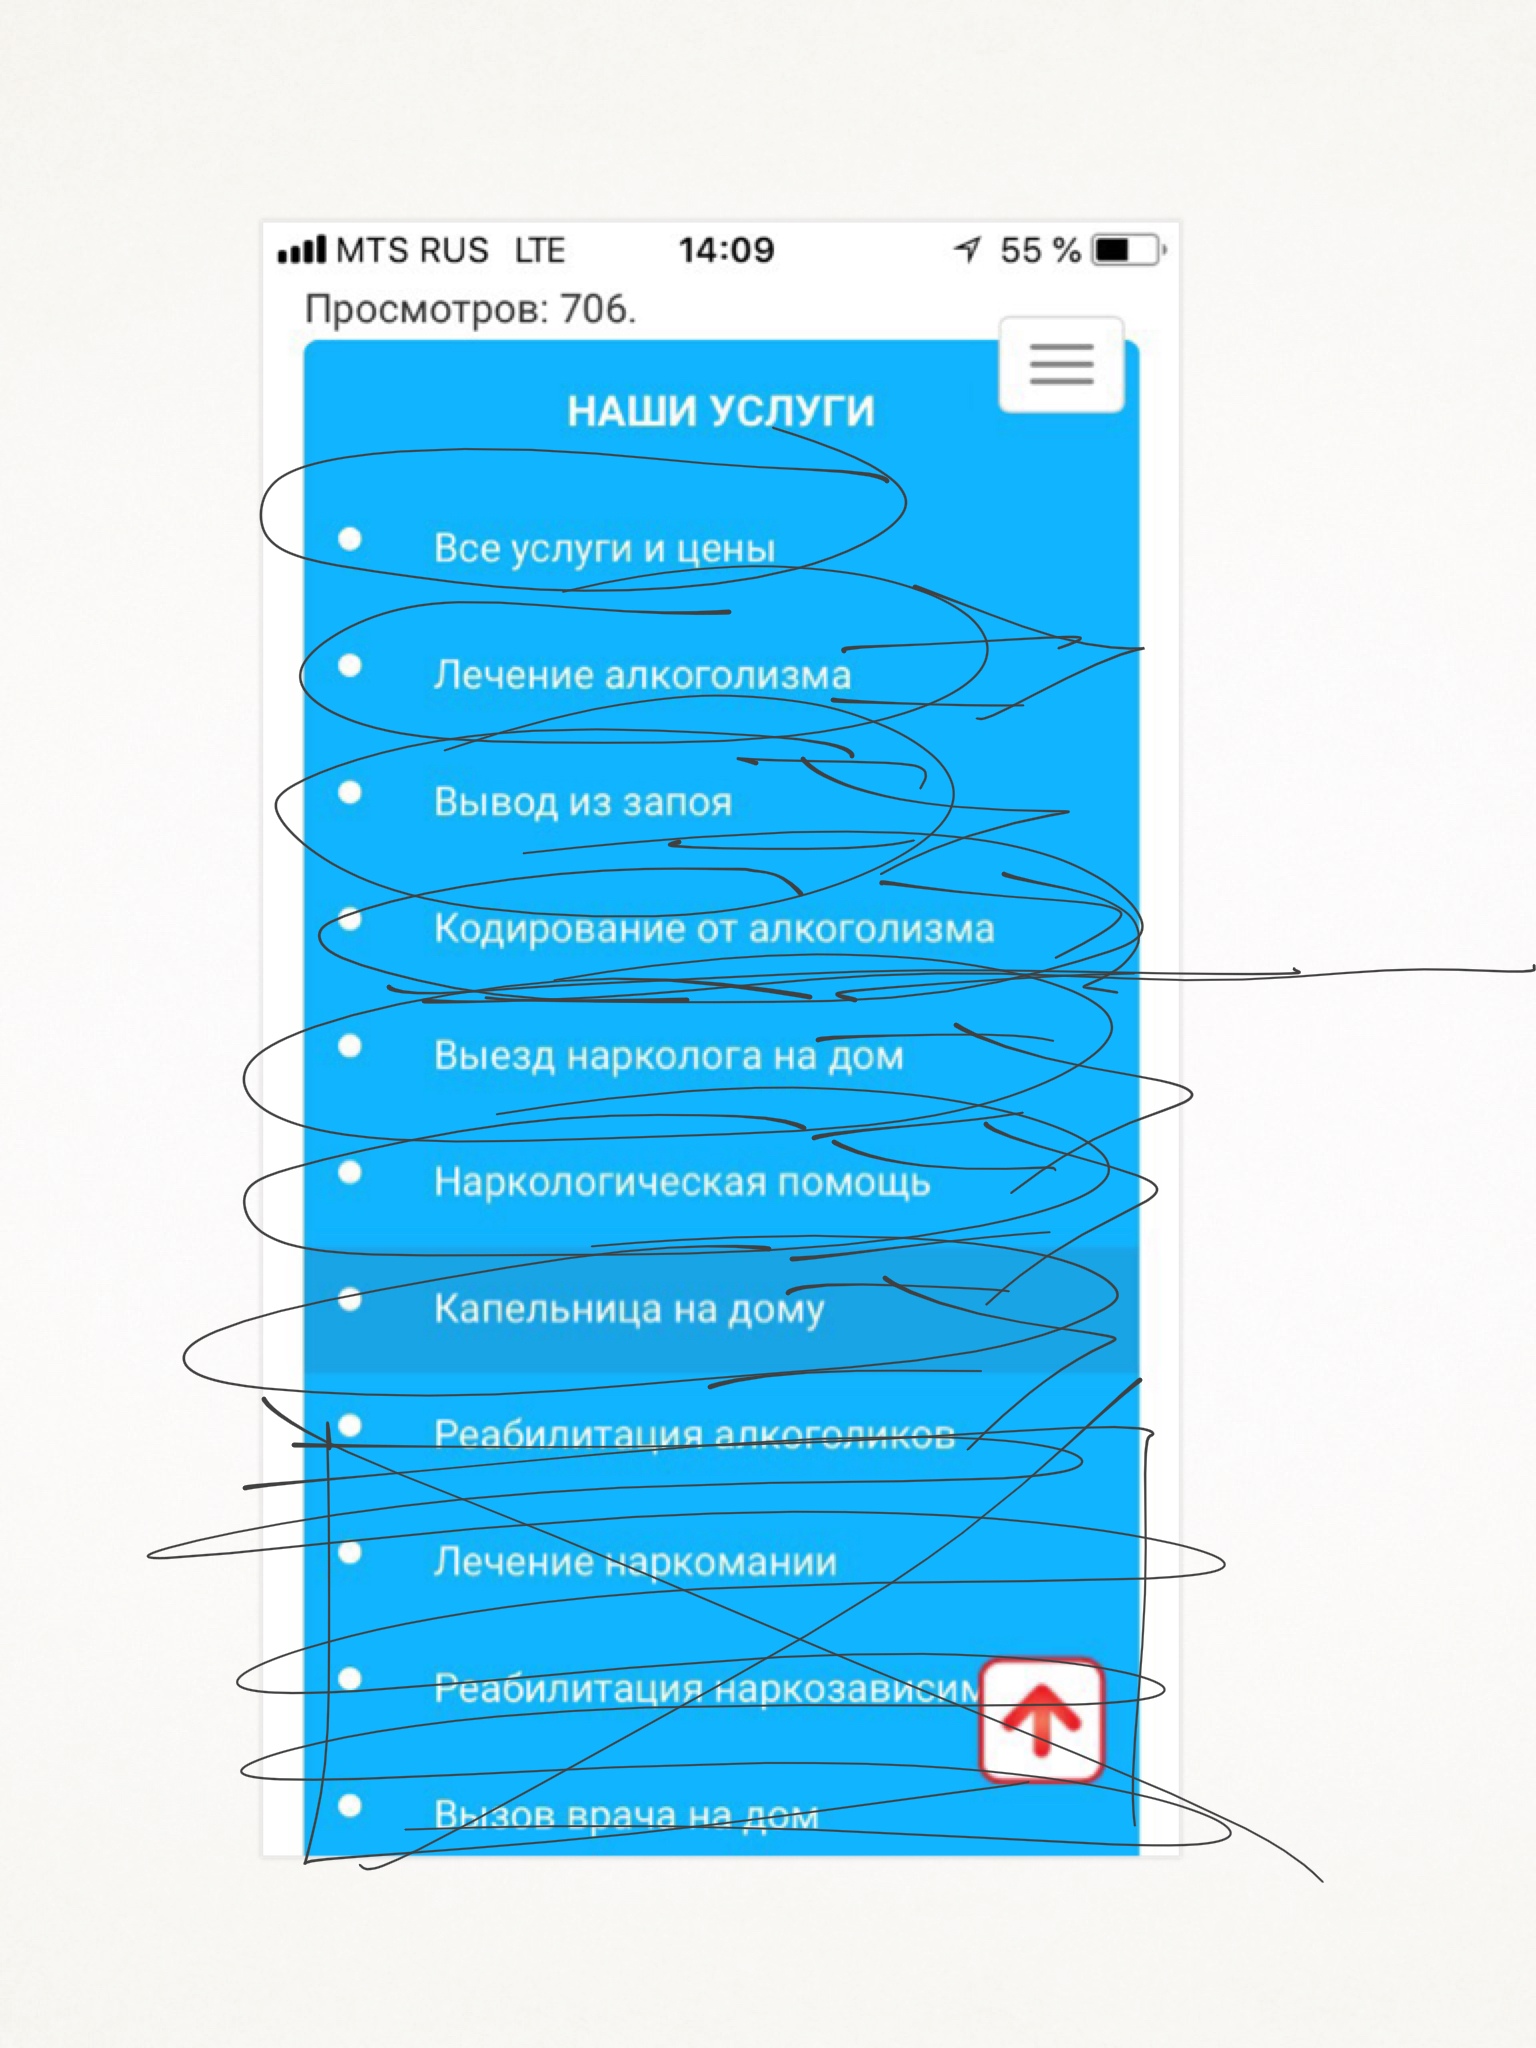 MTS RUS LTE 14:09 55 %
Просмотров: 706.
НАШИ УСЛУГИ
Все услуги и цены
Лечение алкоголизма
Вывод из запоя
Кодирование от алкоголизма
Выезд нарколога на дом
Наркологическая помощь
Капельница на дому
Реабилитация алкоголиков
Лечение наркомании
Реабилитация наркозависим
Вызов врача на дом